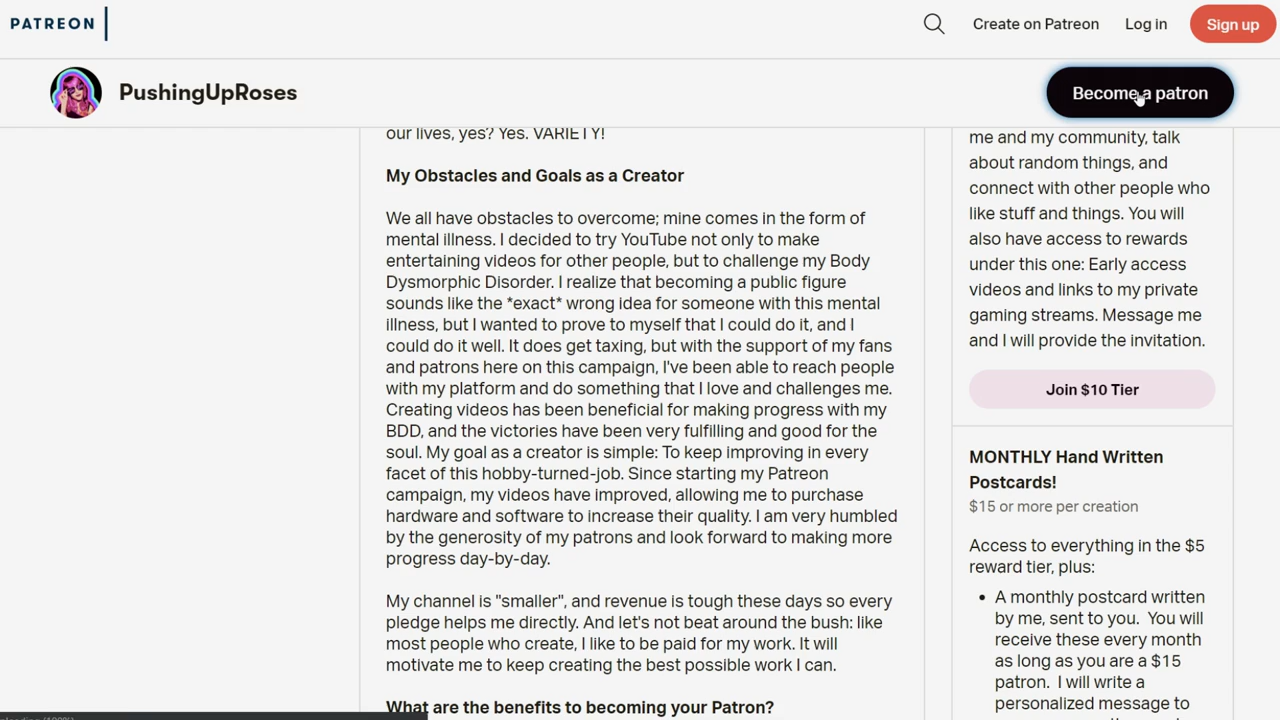 PATREON
Create on Patreon
Log in
Sign up
PushingUpRoses
Become a patron
our lives, yes? Yes. VARIETY!
My Obstacles and Goals as a Creator
We all have obstacles to overcome; mine comes in the form of
mental illness. I decided to try YouTube not only to make
entertaining videos for other people, but to challenge my Body
Dysmorphic Disorder. I realize that becoming a public figure
sounds like the *exact* wrong idea for someone with this mental
illness, but I wanted to prove to myself that I could do it, and I
could do it well. It does get taxing, but with the support of my fans
and patrons here on this campaign, I've been able to reach people
with my platform and do something that I love and challenges me.
Creating videos has been beneficial for making progress with my
BDD, and the victories have been very fulfilling and good for the
soul. My goal as a creator is simple: To keep improving in every
facet of this hobby-turned-job. Since starting my Patreon
campaign, my videos have improved, allowing me to purchase
hardware and software to increase their quality. I am very humbled
by the generosity of my patrons and look forward to making more
progress day-by-day.
My channel is "smaller", and revenue is tough these days so every
pledge helps me directly. And let's not beat around the bush: like
most people who create, I like to be paid for my work. It will
motivate me to keep creating the best possible work I can.
What are the benefits to becoming your Patron?
me and my community, talk
about random things, and
connect with other people who
like stuff and things. You will
also have access to rewards
under this one: Early access
videos and links to my private
gaming streams. Message me
and I will provide the invitation.
Join $10 Tier
MONTHLY Hand Written
Postcards!
$15 or more per creation
Access to everything in the $5
reward tier, plus:
• A monthly postcard written
by me, sent to you. You will
receive these every month
as long as you are a $15
patron. I will write a
personalized message to